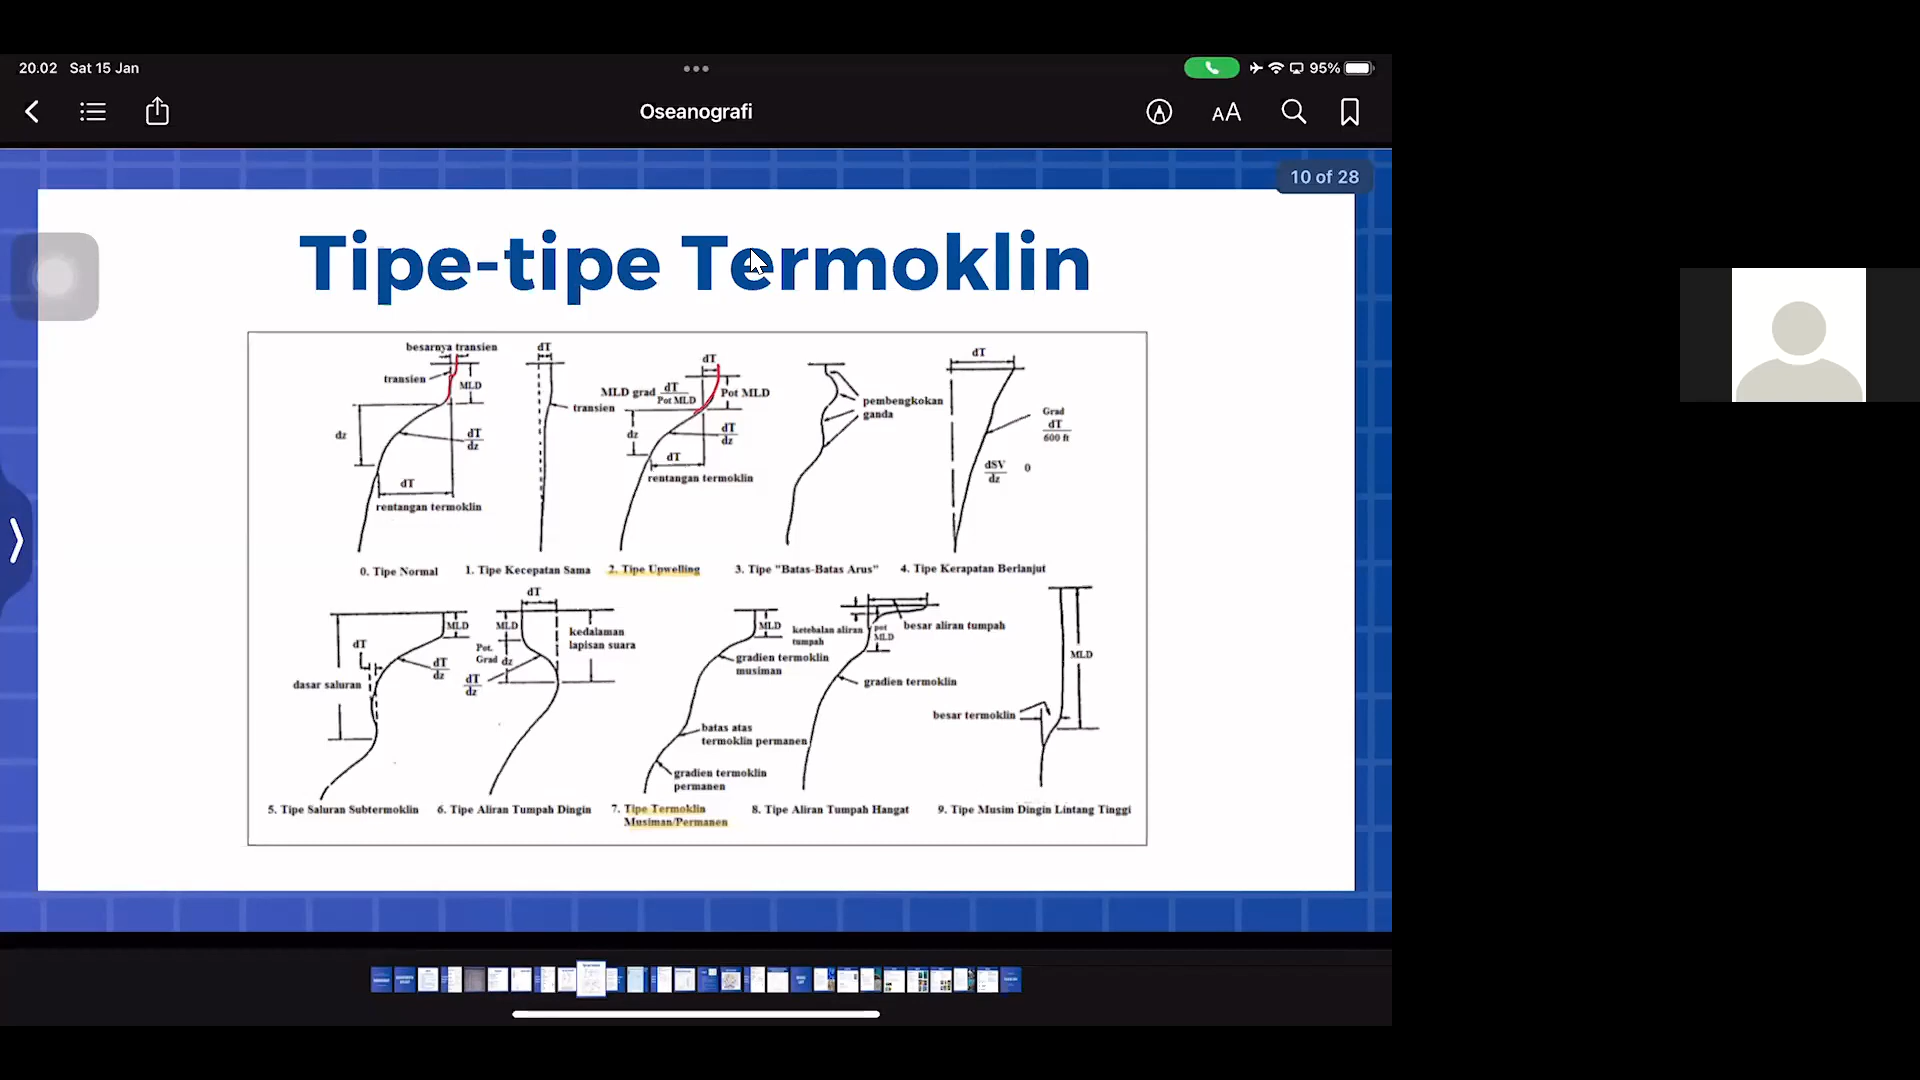 20.02 Sat 15 Jan
95%
Oseanografi
AA
10 of 28
Tipe-tipe Termoklin
besarnya transien
transien
MLD
dz
dT
dz
dT
rentangan termoklin
0. Tipe Normal
dT
transien
1. Tipe Kecepatan Sama
dT
MLD grad dT
Pot MLD
Pot MLD
dz
dT
dz
dT
rentangan termoklin
2. Tipe Upwelling
pembengkokan
ganda
3. Tipe "Batas-Batas Arus"
dT
Grad
dT
600 ft
dSV
dz
0
4. Tipe Kerapatan Berlanjut
MLD
dT
dT
dz
dasar saluran
5. Tipe Saluran Subtermoklin
dT
MLD
Pot.
Grad dz
dT
dz
kedalaman
lapisan suara
6. Tipe Aliran Tumpah Dingin
MLD
gradien termoklin
musiman
batas atas
termoklin permanen
gradien termoklin
permanen
7. Tipe Termoklin
Musiman/Permanen
ketebalan aliran
tumpah
pot
MLD
besar aliran tumpah
gradien termoklin
8. Tipe Aliran Tumpah Hangat
MLD
besar termoklin
9. Tipe Musim Dingin Lintang Tinggi